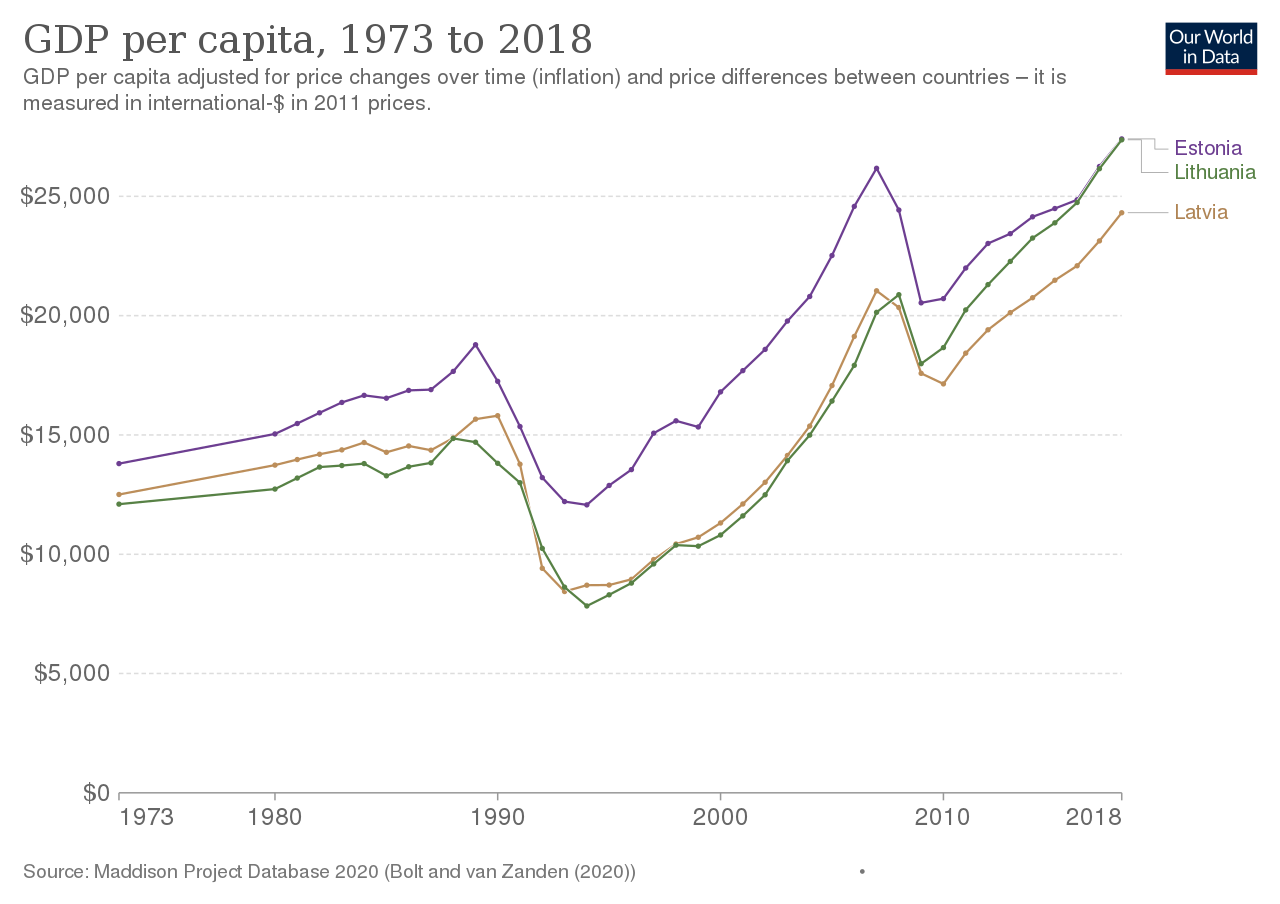 GDP per capita, 1973 to 2018
Our World
in Data
GDP per capita adjusted for price changes over time (inflation) and price differences between countries – it is
measured in international-$ in 2011 prices.
Estonia
Lithuania
$25,000
Latvia
$20,000
$15,000
$10,000
$5,000
$0
1973 1980 1990 2000 2010 2018
Source: Maddison Project Database 2020 (Bolt and van Zanden (2020)) •